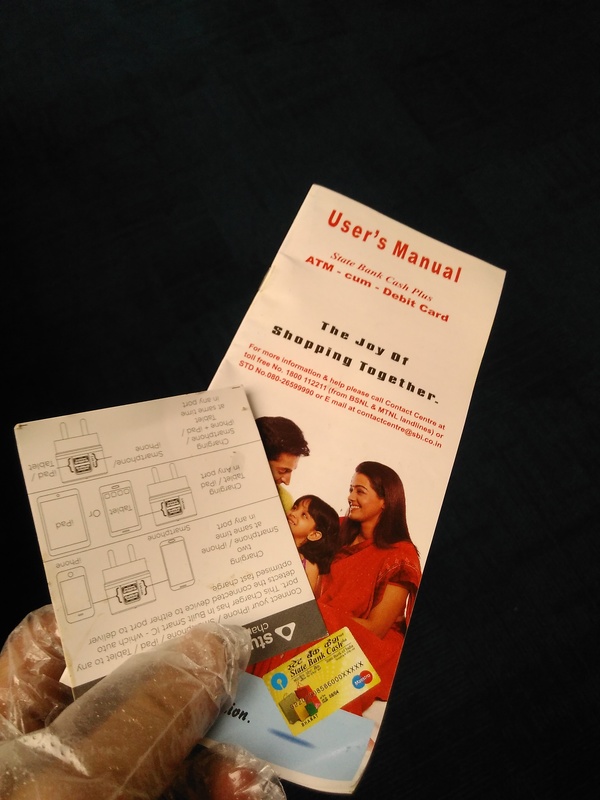 User's Manual
State Bank Cash Plus
ATM - cum - Debit Card
The Joy Of
Shopping Together.
For more information & help please call Contact Centre at
toll free No. 1800 112211 (from BSNL & MTNL landlines) or
STD No.080-26599990 or E mail at contactcentre@sbi.co.in
State Bank Cash
Maestro
Connect your iPhone / iPad / Tablet to any
port. This Charger has in Built Smart IC - which auto
detects the connected device to either port to deliver
optimised fast charge.
Charging
two
Smartphone / iPhone
at same time
in any port
iPhone
Smartphone
Charging
Tablet / iPad
in Any port
iPad
Or
Tablet
Charging
Smartphone /
iPhone + iPad /
Tablet
at same time
in any port
iPad /
Tablet
Smartphone/
iPhone